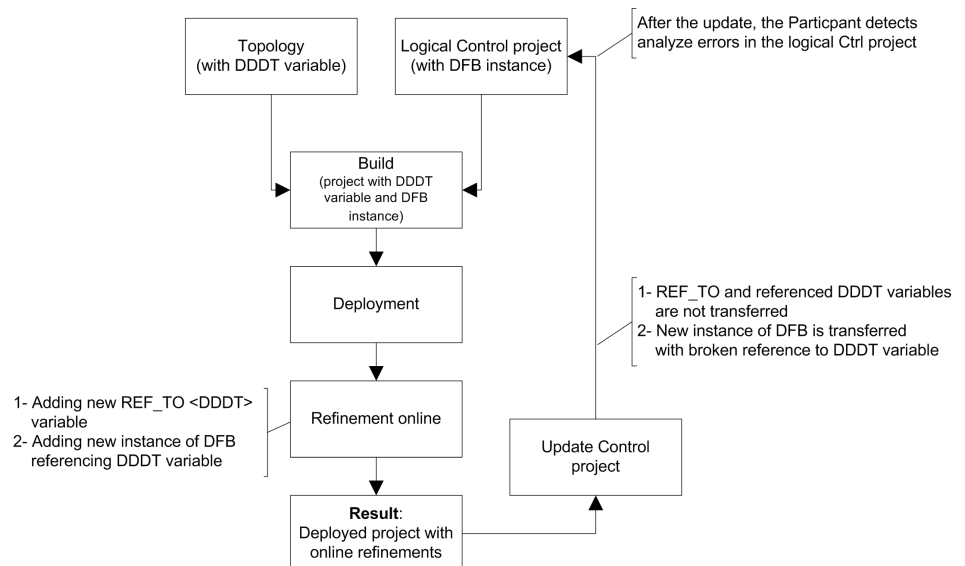 Topology
(with DDDT variable)
Logical Control project
(with DFB instance)
After the update, the Particpant detects
analyze errors in the logical Ctrl project
Build
(project with DDDT
variable and DFB
instance)
Deployment
1- REF_TO and referenced DDDT variables
are not transferred
2- New instance of DFB is transferred
with broken reference to DDDT variable
1- Adding new REF_TO <DDDT>
variable
2- Adding new instance of DFB
referencing DDDT variable
Refinement online
Update Control
project
Result:
Deployed project with
online refinements